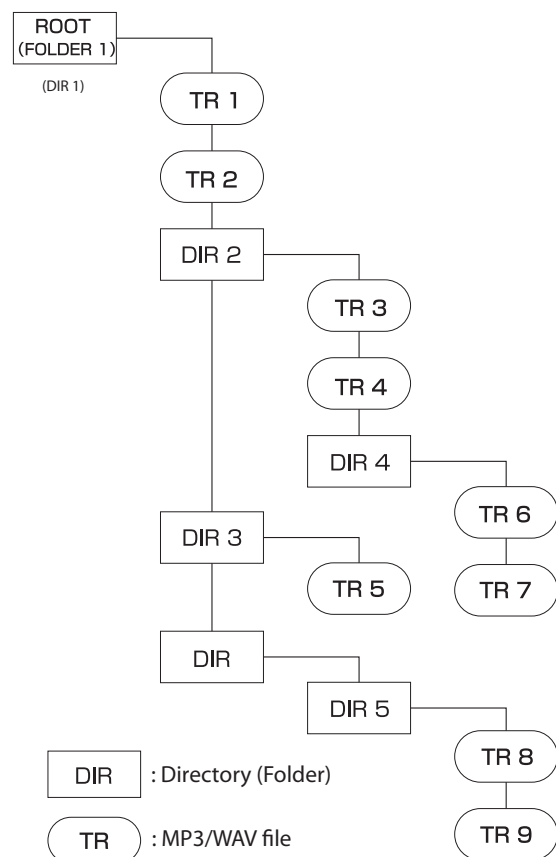 ROOT
(FOLDER 1)
(DIR 1)
TR 1
TR 2
DIR 2
TR 3
TR 4
DIR 4
TR 6
DIR 3
TR 5
TR 7
DIR
DIR 5
TR 8
DIR : Directory (Folder)
TR 9
TR : MP3/WAV file